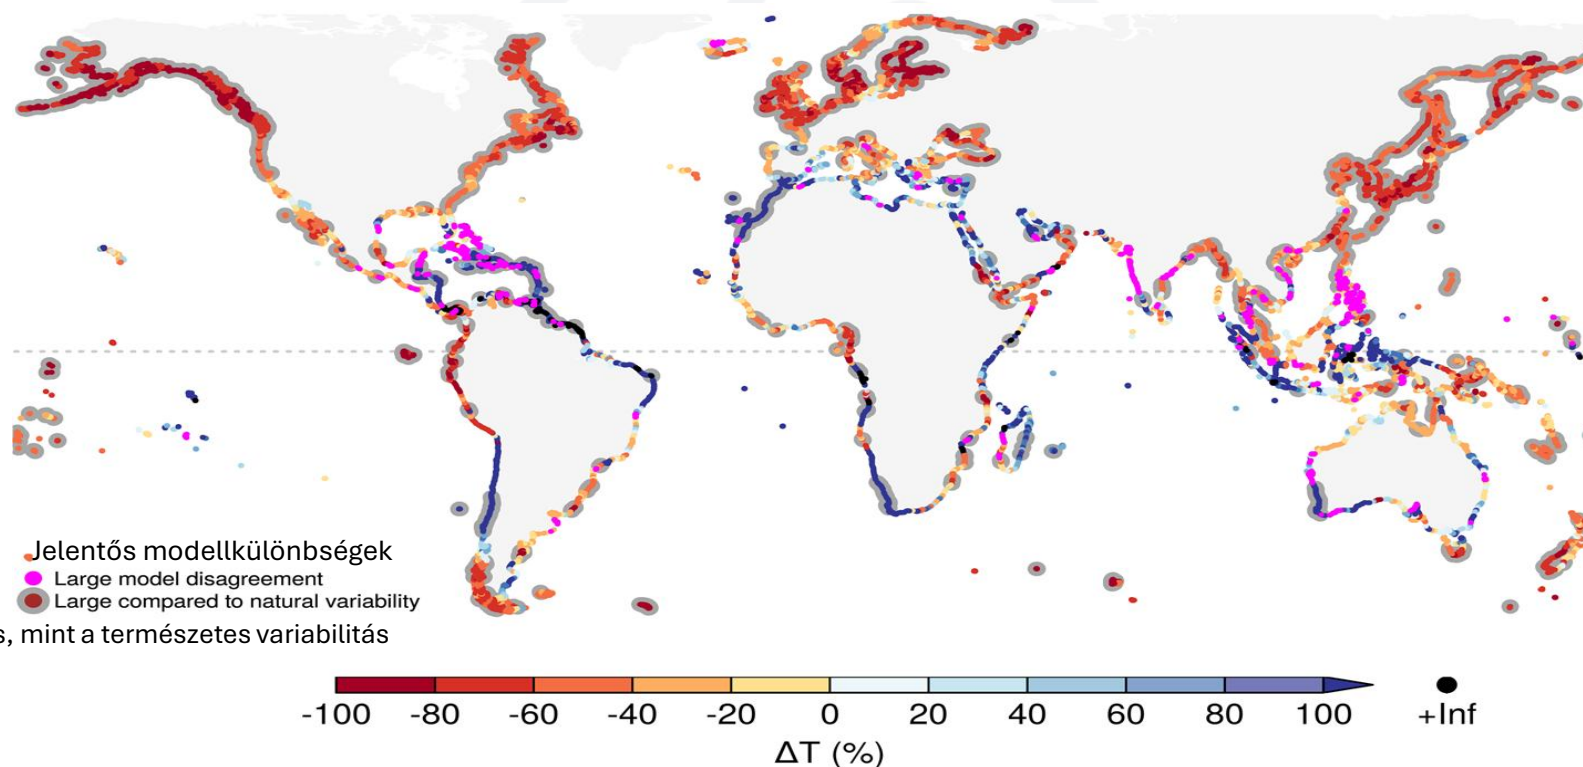 Jelentős modellkülönbségek
Large model disagreement
Large compared to natural variability
s, mint a természetes variabilitás
-100 -80 -60 -40 -20 0 20 40 60 80 100 +Inf
ΔT (%)